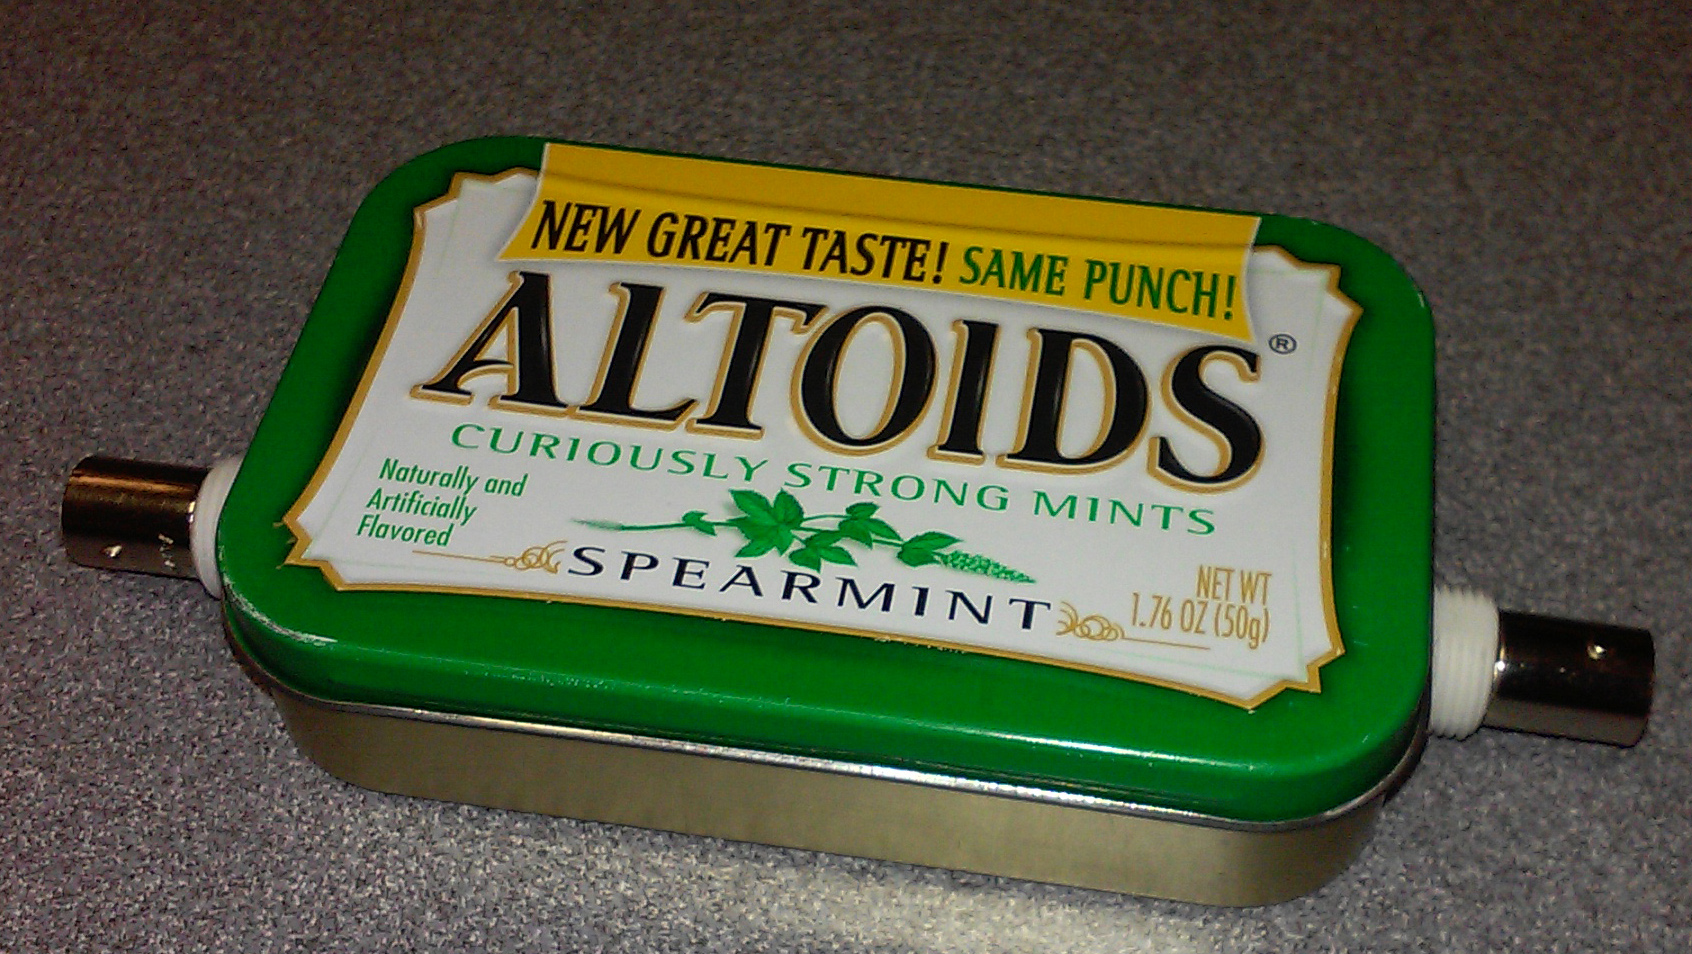 NEW GREAT TASTE! SAME PUNCH!
ALTOIDS®
CURIOUSLY STRONG MINTS
Naturally and
Artificially
Flavored
SPEARMINT
NET WT
1.76 OZ (50g)